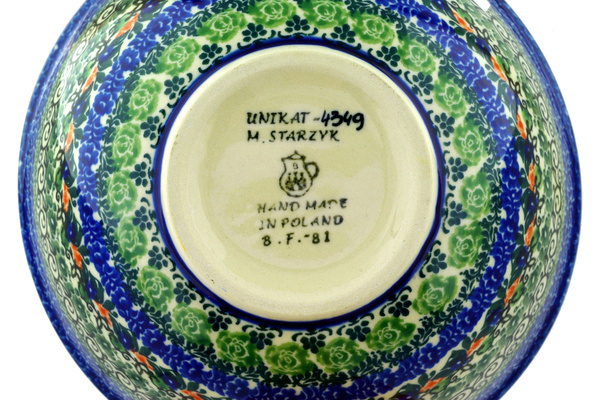 UNIKAT-4349
M. STARZYK
B
HAND MADE
IN POLAND
B.F.-81